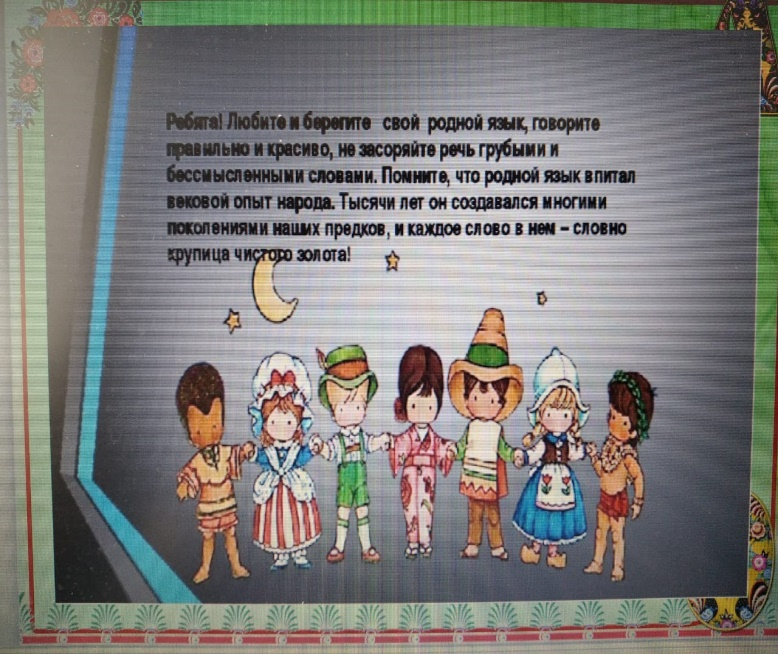 Ребята! Любите и берегите свой родной язык, говорите
правильно и красиво, не засоряйте речь грубыми и
бессмысленными словами. Помните, что родной язык впитал
вековой опыт народа. Тысячи лет он создавался многими
поколениями наших предков, и каждое слово в нем – словно
крупица чистого золота!